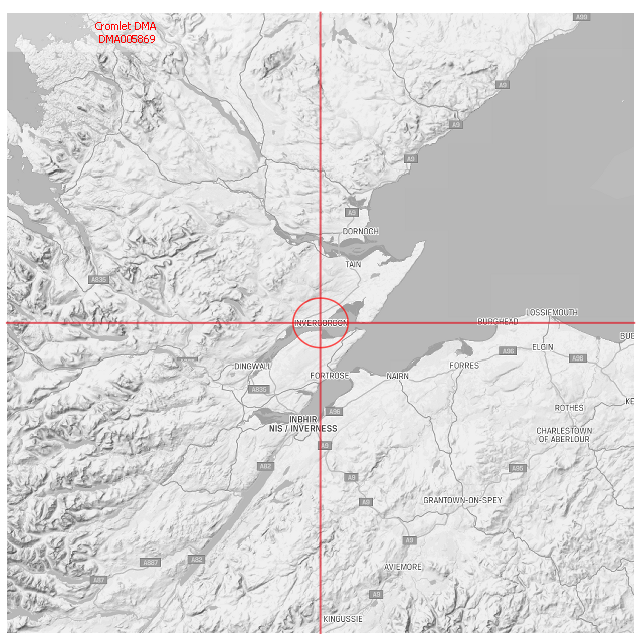 Cromlet DMA
DMA005869
A99
A9
A9
A9
A9
DORNOCH
TAIN
A835
INVERGORDON
BURGHEAD
LOSSIEMOUTH
ELGIN
A96
A96
DINGWALL
FORTROSE
NAIRN
FORRES
A835
A96
INBHIR
NIS / INVERNESS
ROTHES
CHARLESTOWN
OF ABERLOUR
A9
A82
A9
A95
A9
GRANTOWN-ON-SPEY
A9
A82
A887
A87
AVIEMORE
A9
KINGUSSIE